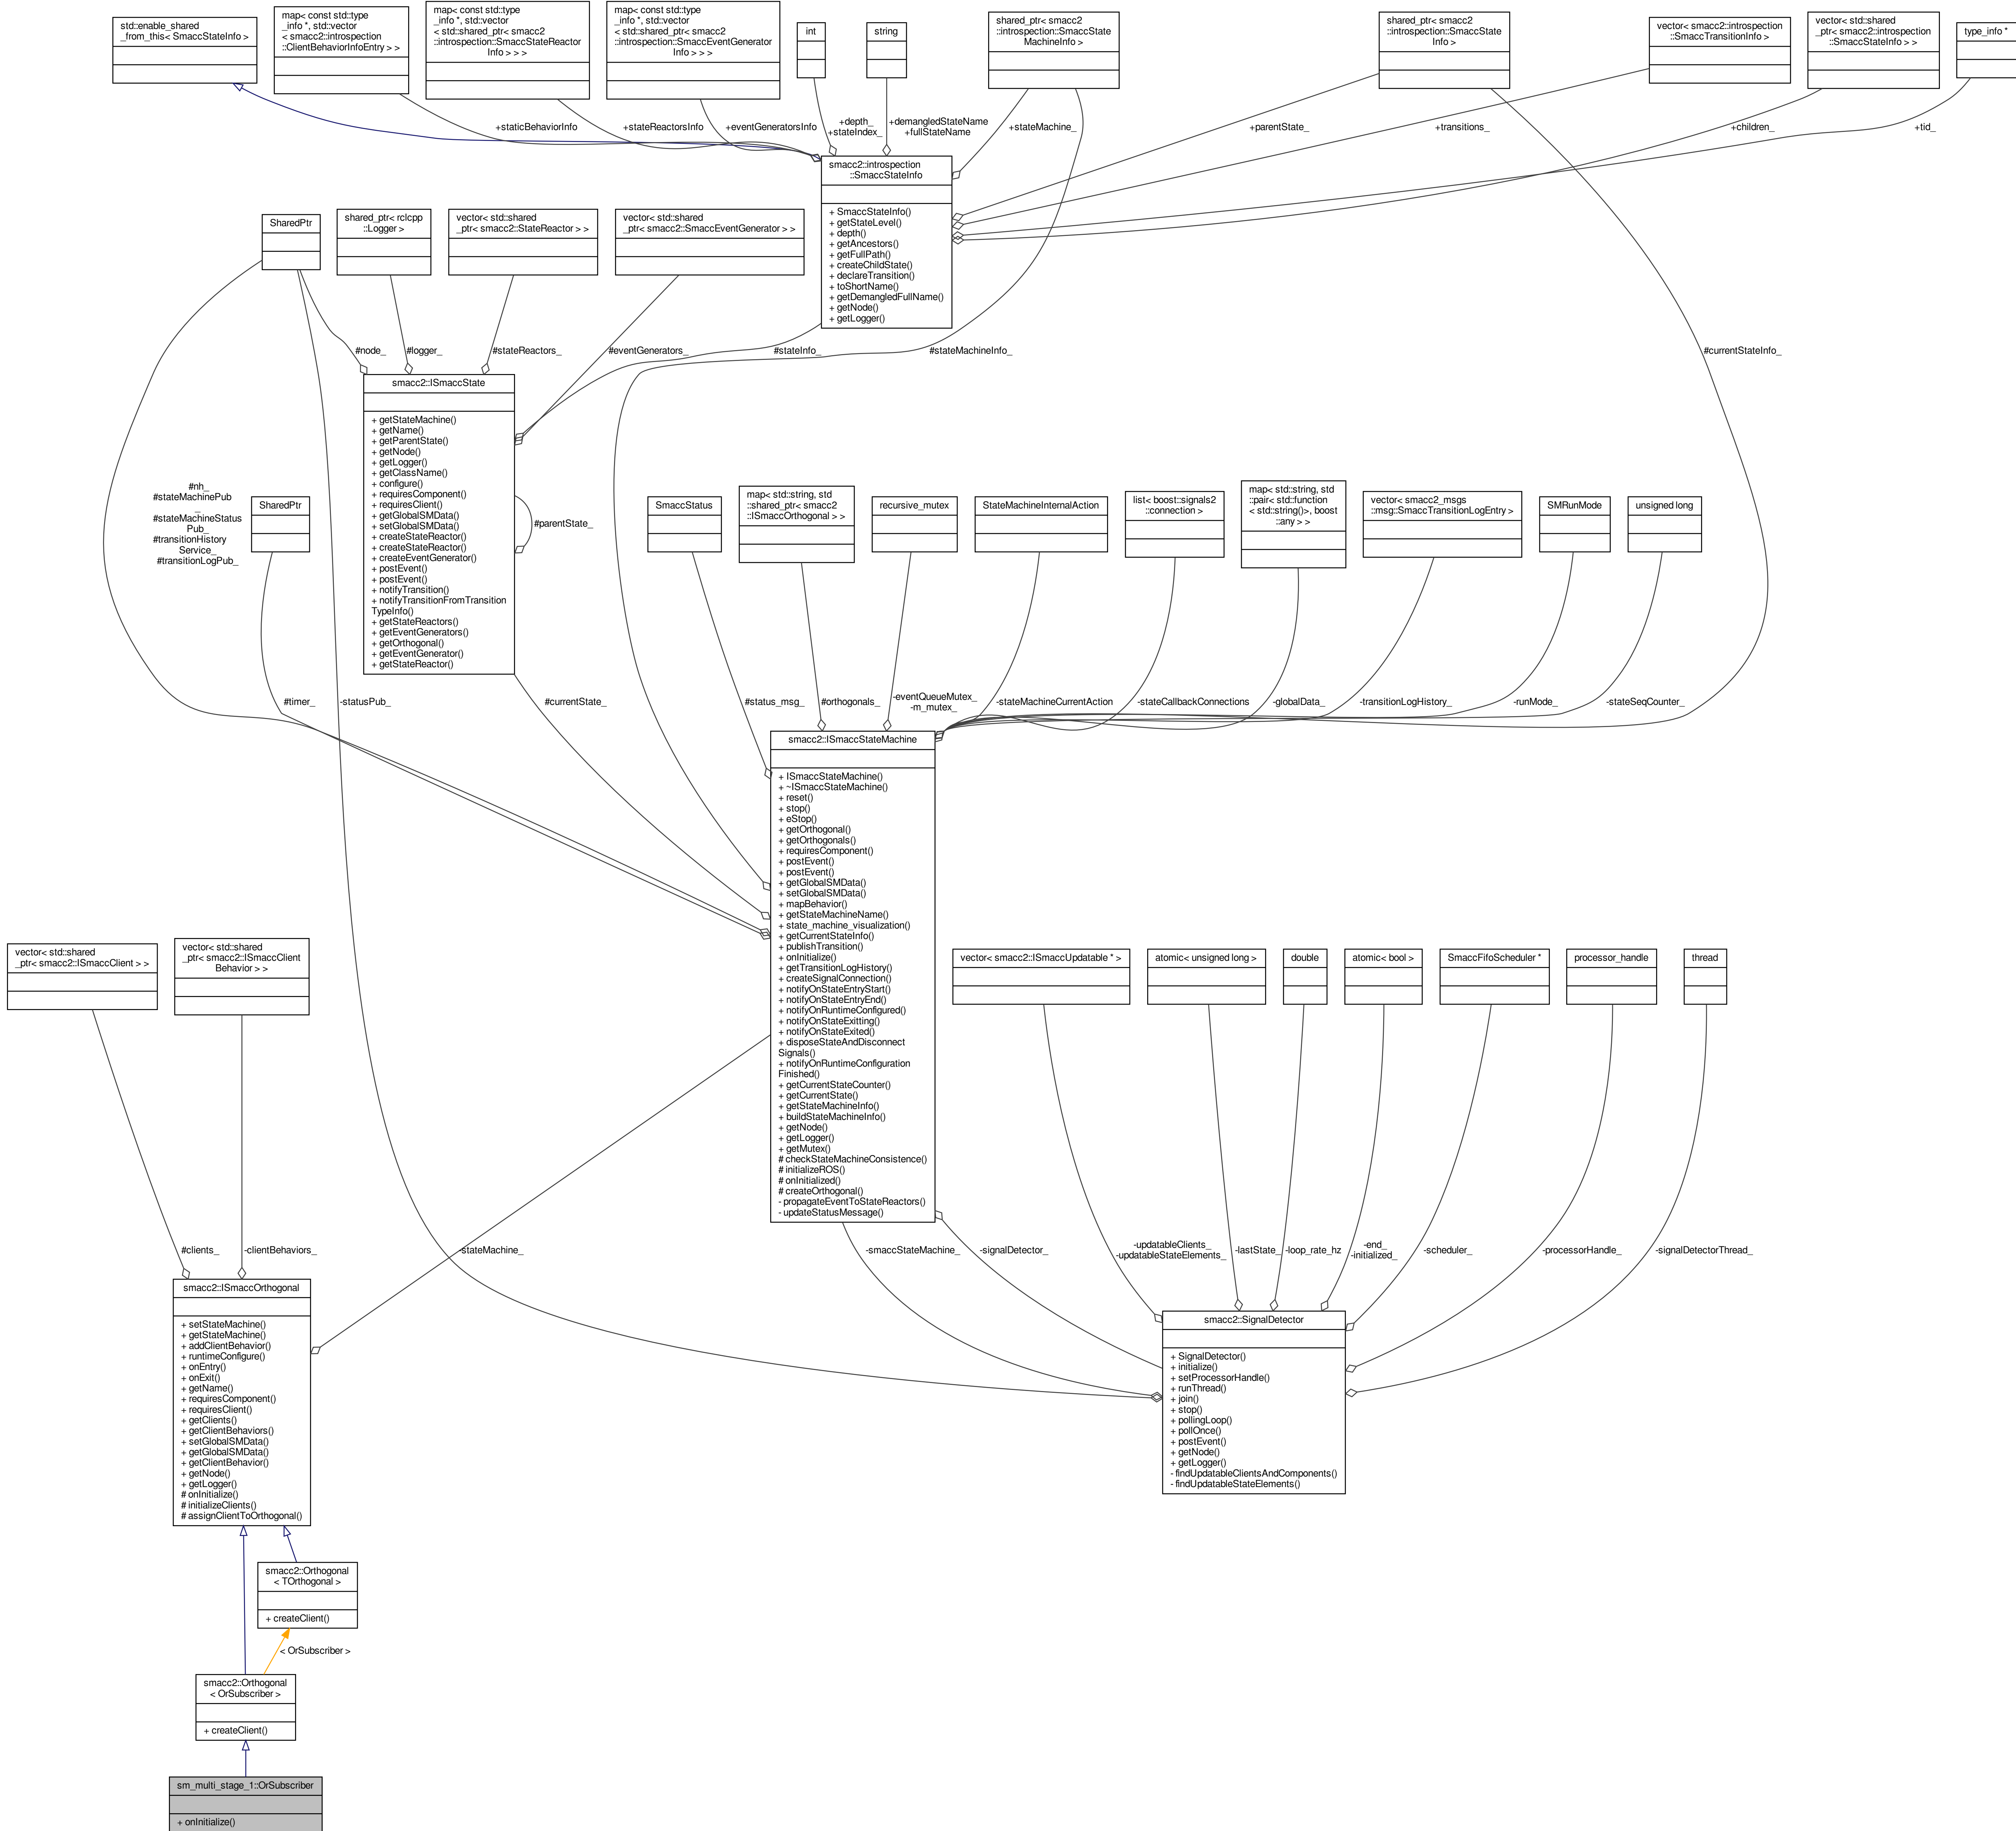 std::enable_shared
_from_this< SmaccStateInfo >
map< const std::type
_info *, std::vector
< smacc2::introspection
::ClientBehaviorInfoEntry > >
map< const std::type
_info *, std::vector
< std::shared_ptr< smacc2
::introspection::SmaccStateReactor
Info > > >
map< const std::type
_info *, std::vector
< std::shared_ptr< smacc2
::introspection::SmaccEventGenerator
Info > > >
int
string
shared_ptr< smacc2
::introspection::SmaccState
MachineInfo >
shared_ptr< smacc2
::introspection::SmaccState
Info >
vector< smacc2::introspection
::SmaccTransitionInfo >
vector< std::shared
_ptr< smacc2::introspection
::SmaccStateInfo > >
type_info *
+staticBehaviorInfo
+stateReactorsInfo
+eventGeneratorsInfo
+depth_
+stateIndex_
+demangledStateName
+fullStateName
+stateMachine_
+parentState_
+transitions_
+children_
+tid_
smacc2::introspection
::SmaccStateInfo
+ SmaccStateInfo()
+ getStateLevel()
+ depth()
+ getAncestors()
+ getFullPath()
+ createChildState()
+ declareTransition()
+ toShortName()
+ getDemangledFullName()
+ getNode()
+ getLogger()
SharedPtr
shared_ptr< rclcpp
::Logger >
vector< std::shared
_ptr< smacc2::StateReactor > >
vector< std::shared
_ptr< smacc2::SmaccEventGenerator > >
#node_
#logger_
#stateReactors_
#eventGenerators_
#stateInfo_
#stateMachineInfo_
#currentStateInfo_
smacc2::ISmaccState
+ getStateMachine()
+ getName()
+ getParentState()
+ getNode()
+ getLogger()
+ getClassName()
+ configure()
+ requiresComponent()
+ requiresClient()
+ getGlobalSMData()
+ setGlobalSMData()
+ createStateReactor()
+ createStateReactor()
+ createEventGenerator()
+ postEvent()
+ postEvent()
+ notifyTransition()
+ notifyTransitionFromTransition
TypeInfo()
+ getStateReactors()
+ getEventGenerators()
+ getOrthogonal()
+ getEventGenerator()
+ getStateReactor()
#parentState_
#nh_
#stateMachinePub
_
#stateMachineStatus
Pub_
#transitionHistory
Service_
#transitionLogPub_
SharedPtr
SmaccStatus
map< std::string, std
::shared_ptr< smacc2
::ISmaccOrthogonal > >
recursive_mutex
StateMachineInternalAction
list< boost::signals2
::connection >
map< std::string, std
::pair< std::function
< std::string()>, boost
::any > >
vector< smacc2_msgs
::msg::SmaccTransitionLogEntry >
SMRunMode
unsigned long
#timer_
-statusPub_
#currentState_
#status_msg_
#orthogonals_
-eventQueueMutex_
-m_mutex_
-stateMachineCurrentAction
-stateCallbackConnections
-globalData_
-transitionLogHistory_
-runMode_
-stateSeqCounter_
smacc2::ISmaccStateMachine
+ ISmaccStateMachine()
+ ~ISmaccStateMachine()
+ reset()
+ stop()
+ eStop()
+ getOrthogonal()
+ getOrthogonals()
+ requiresComponent()
+ postEvent()
+ postEvent()
+ getGlobalSMData()
+ setGlobalSMData()
+ mapBehavior()
+ getStateMachineName()
+ state_machine_visualization()
+ getCurrentStateInfo()
+ publishTransition()
+ onInitialize()
+ getTransitionLogHistory()
+ createSignalConnection()
+ notifyOnStateEntryStart()
+ notifyOnStateEntryEnd()
+ notifyOnRuntimeConfigured()
+ notifyOnStateExitting()
+ notifyOnStateExited()
+ disposeStateAndDisconnect
Signals()
+ notifyOnRuntimeConfiguration
Finished()
+ getCurrentStateCounter()
+ getCurrentState()
+ getStateMachineInfo()
+ buildStateMachineInfo()
+ getNode()
+ getLogger()
+ getMutex()
# checkStateMachineConsistence()
# initializeROS()
# onInitialized()
# createOrthogonal()
- propagateEventToStateReactors()
- updateStatusMessage()
vector< std::shared
_ptr< smacc2::ISmaccClient > >
vector< std::shared
_ptr< smacc2::ISmaccClient
Behavior > >
vector< smacc2::ISmaccUpdatable * >
atomic< unsigned long >
double
atomic< bool >
SmaccFifoScheduler *
processor_handle
thread
#clients_
-clientBehaviors_
-stateMachine_
-smaccStateMachine_
-signalDetector_
-updatableClients_
-updatableStateElements_
-lastState_
-loop_rate_hz
-end_
-initialized_
-scheduler_
-processorHandle_
-signalDetectorThread_
smacc2::ISmaccOrthogonal
+ setStateMachine()
+ getStateMachine()
+ addClientBehavior()
+ runtimeConfigure()
+ onEntry()
+ onExit()
+ getName()
+ requiresComponent()
+ requiresClient()
+ getClients()
+ getClientBehaviors()
+ setGlobalSMData()
+ getGlobalSMData()
+ getClientBehavior()
+ getNode()
+ getLogger()
# onInitialize()
# initializeClients()
# assignClientToOrthogonal()
smacc2::SignalDetector
+ SignalDetector()
+ initialize()
+ setProcessorHandle()
+ runThread()
+ join()
+ stop()
+ pollingLoop()
+ pollOnce()
+ postEvent()
+ getNode()
+ getLogger()
- findUpdatableClientsAndComponents()
- findUpdatableStateElements()
smacc2::Orthogonal
< TOrthogonal >
+ createClient()
< OrSubscriber >
smacc2::Orthogonal
< OrSubscriber >
+ createClient()
sm_multi_stage_1::OrSubscriber
+ onInitialize()